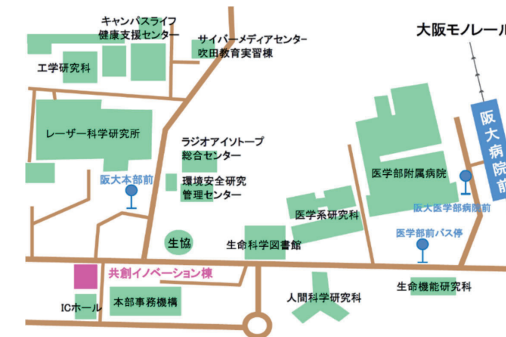 キャンパスライフ
健康支援センター
サイバーメディアセンター
吹田教育実習棟
大阪モノレール
工学研究科
レーザー科学研究所
ラジオアイソトープ
総合センター
阪大病院前
医学部附属病院
阪大本部前
環境安全研究
管理センター
阪大医学部病院前
医学系研究科
医学部前バス停
生協
生命科学図書館
共創イノベーション棟
生命機能研究科
ICホール
本部事務機構
人間科学研究科